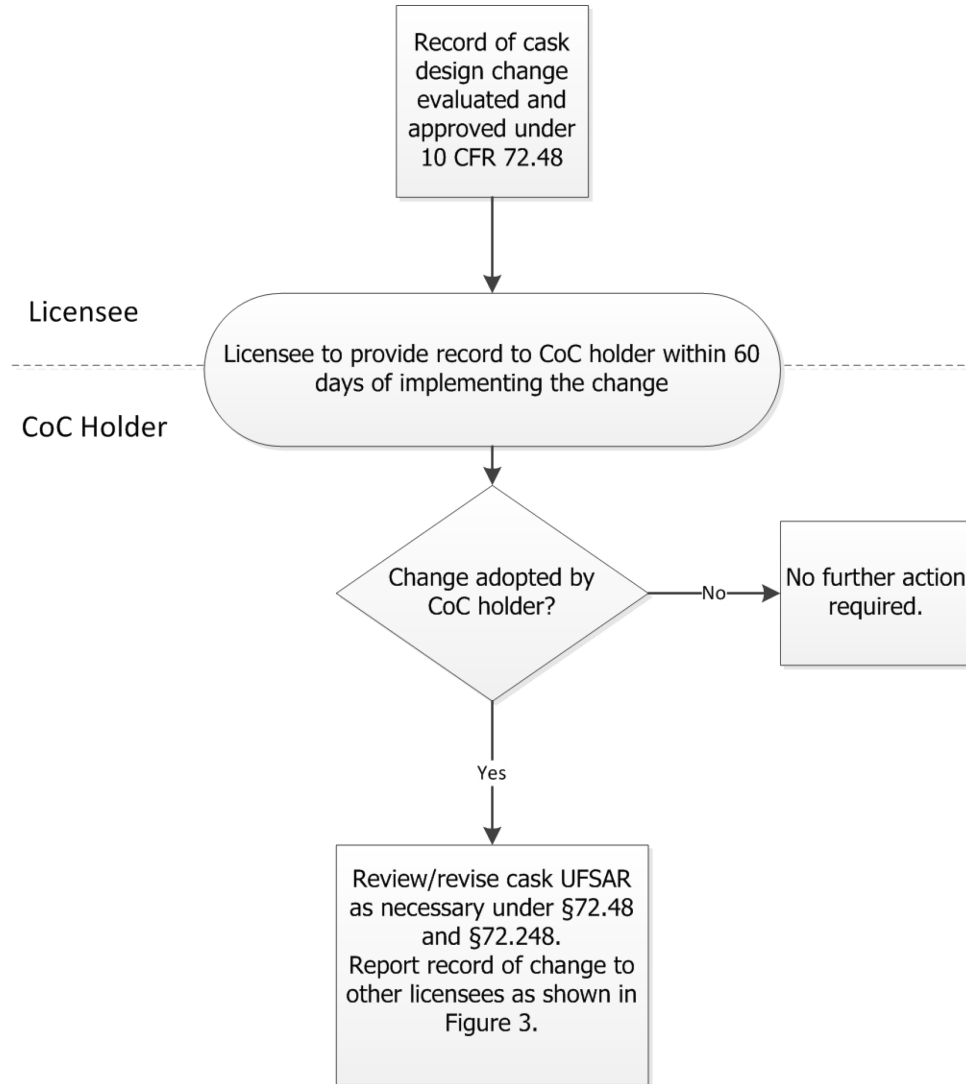 Record of cask
design change
evaluated and
approved under
10 CFR 72.48
Licensee
Licensee to provide record to CoC holder within 60
days of implementing the change
CoC Holder
Change adopted by
CoC holder?
No
No further action
required.
Yes
Review/revise cask UFSAR
as necessary under §72.48
and §72.248.
Report record of change to
other licensees as shown in
Figure 3.